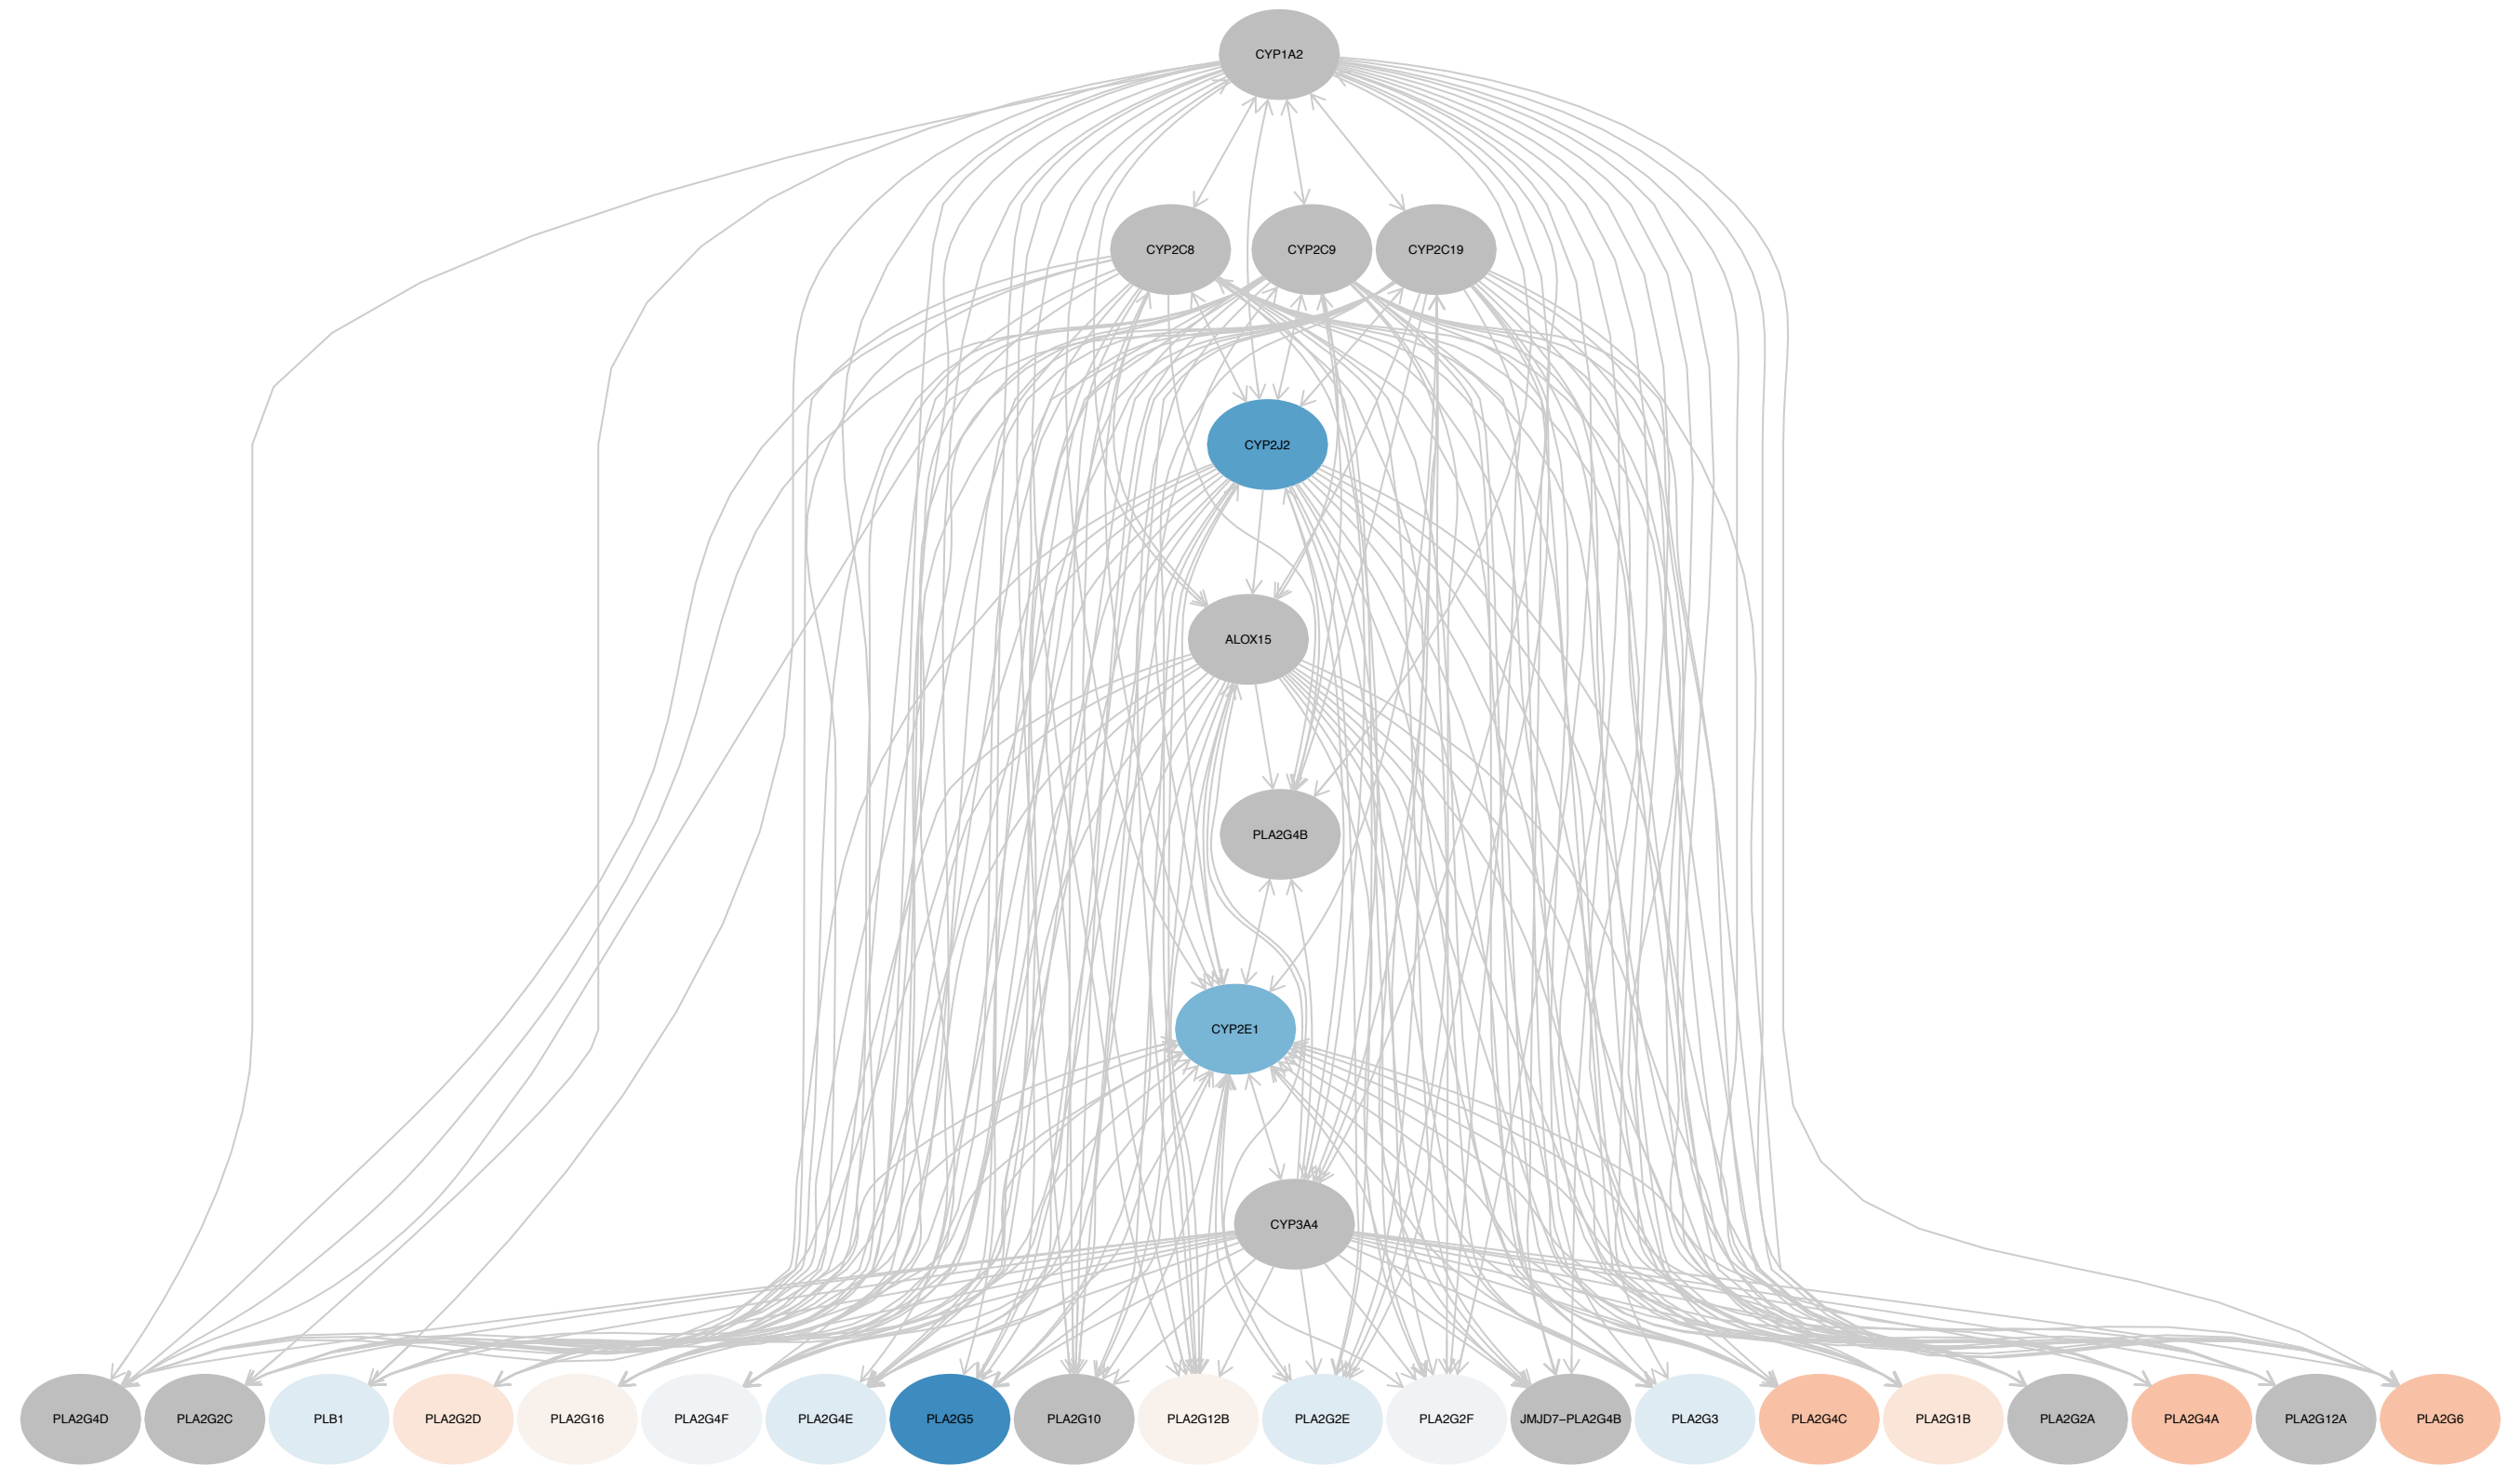 CYP1A2
CYP2C8 CYP2C9 CYP2C19
CYP2J2
ALOX15
PLA2G4B
CYP2E1
CYP3A4
PLA2G4D PLA2G2C PLB1 PLA2G2D PLA2G16 PLA2G4F PLA2G4E PLA2G5 PLA2G10 PLA2G12B PLA2G2E PLA2G2F JMJD7−PLA2G4B PLA2G3 PLA2G4C PLA2G1B PLA2G2A PLA2G4A PLA2G12A PLA2G6